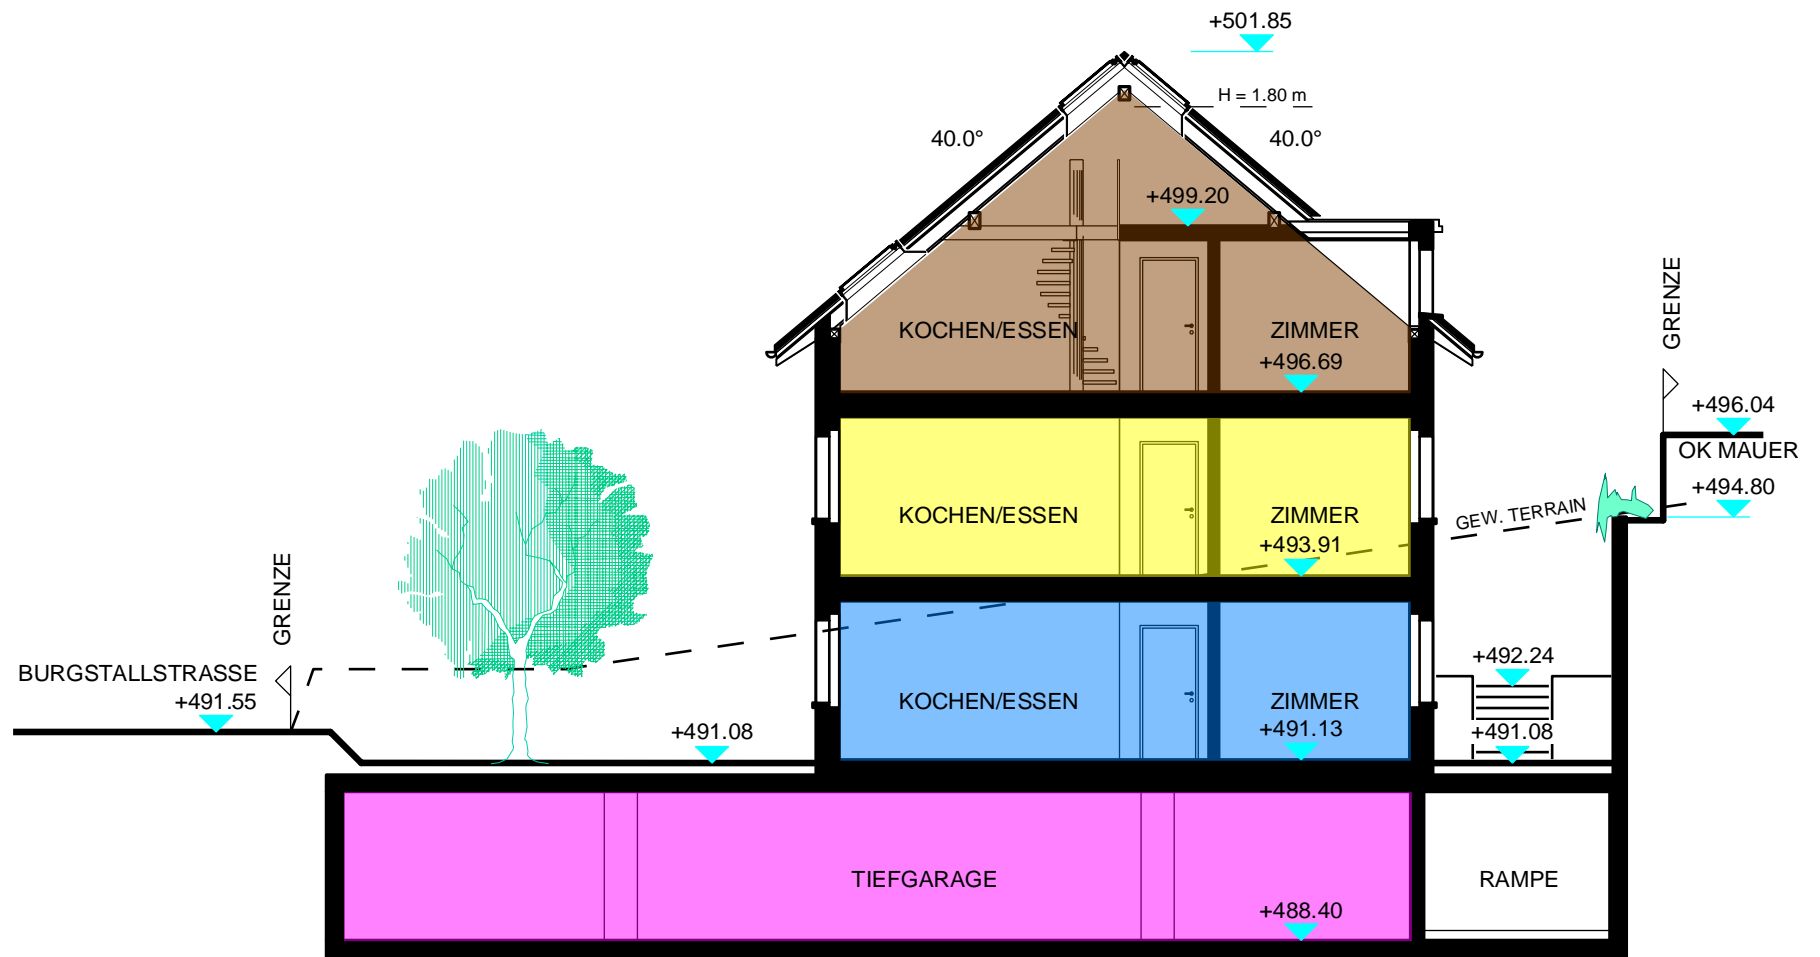 +501.85
H = 1.80 m
40.0°
40.0°
+499.20
GRENZE
KOCHEN/ESSEN
ZIMMER
+496.69
+496.04
OK MAUER
+494.80
KOCHEN/ESSEN
ZIMMER
GEW. TERRAIN
+493.91
GRENZE
BURGSTALLSTRASSE
+491.55
+492.24
KOCHEN/ESSEN
ZIMMER
+491.08
+491.13
+491.08
TIEFGARAGE
RAMPE
+488.40